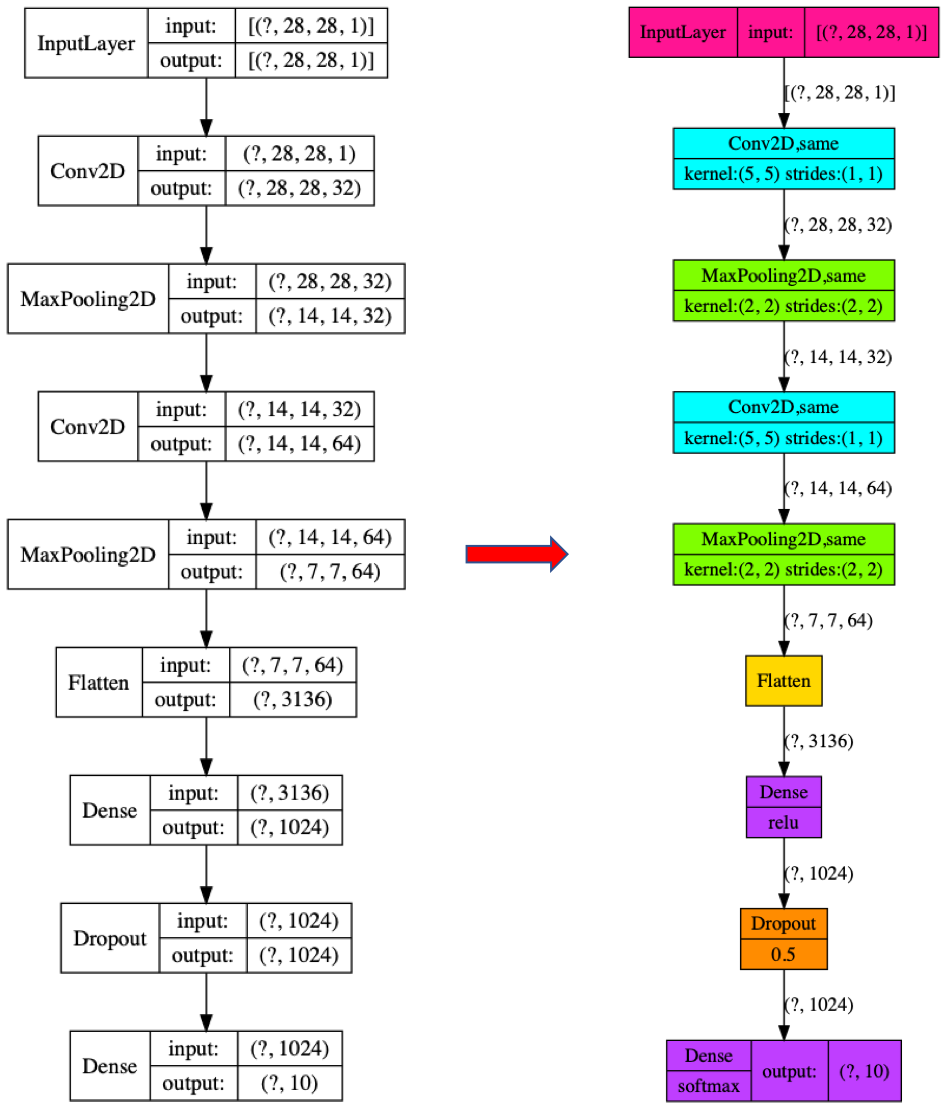 InputLayer input: [(?, 28, 28, 1)]
output: [(?, 28, 28, 1)]
Conv2D input: (?, 28, 28, 1)
output: (?, 28, 28, 32)
MaxPooling2D input: (?, 28, 28, 32)
output: (?, 14, 14, 32)
Conv2D input: (?, 14, 14, 32)
output: (?, 14, 14, 64)
MaxPooling2D input: (?, 14, 14, 64)
output: (?, 7, 7, 64)
Flatten input: (?, 7, 7, 64)
output: (?, 3136)
Dense input: (?, 3136)
output: (?, 1024)
Dropout input: (?, 1024)
output: (?, 1024)
Dense input: (?, 1024)
output: (?, 10)
InputLayer input: [(?, 28, 28, 1)]
[(?, 28, 28, 1)]
Conv2D,same
kernel:(5, 5) strides:(1, 1)
(?, 28, 28, 32)
MaxPooling2D,same
kernel:(2, 2) strides:(2, 2)
(?, 14, 14, 32)
Conv2D,same
kernel:(5, 5) strides:(1, 1)
(?, 14, 14, 64)
MaxPooling2D,same
kernel:(2, 2) strides:(2, 2)
(?, 7, 7, 64)
Flatten
(?, 3136)
Dense
relu
(?, 1024)
Dropout
0.5
(?, 1024)
Dense
softmax
output: (?, 10)